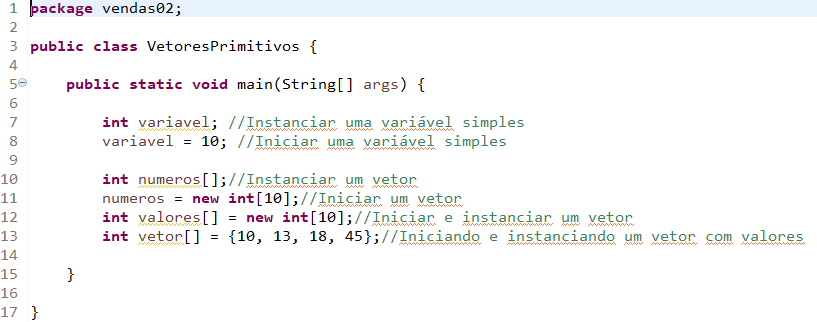 1 package vendas02;
2
3 public class VetoresPrimitivos {
4
5 public static void main(String[] args) {
6
7 int variavel; //Instanciar uma variável simples
8 variavel = 10; //Iniciar uma variável simples
9
10 int numeros[];//Instanciar um vetor
11 numeros = new int[10];//Iniciar um vetor
12 int valores[] = new int[10];//Iniciar e instanciar um vetor
13 int vetor[] = {10, 13, 18, 45};//Iniciando e instanciando um vetor com valores
14
15 }
16
17 }